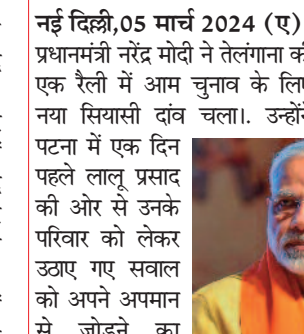 नई दिल्ली,05 मार्च 2024 (ए)
प्रधानमंत्री नरेंद्र मोदी ने तेलंगाना की
एक रैली में आम चुनाव के लिए
नया सियासी दांव चला।. उन्होंने
पटना में एक दिन
पहले लालू प्रसाद
की ओर से उनके
परिवार को लेकर
उठाए गए सवाल
को अपने अपमान
से जोड़ने का